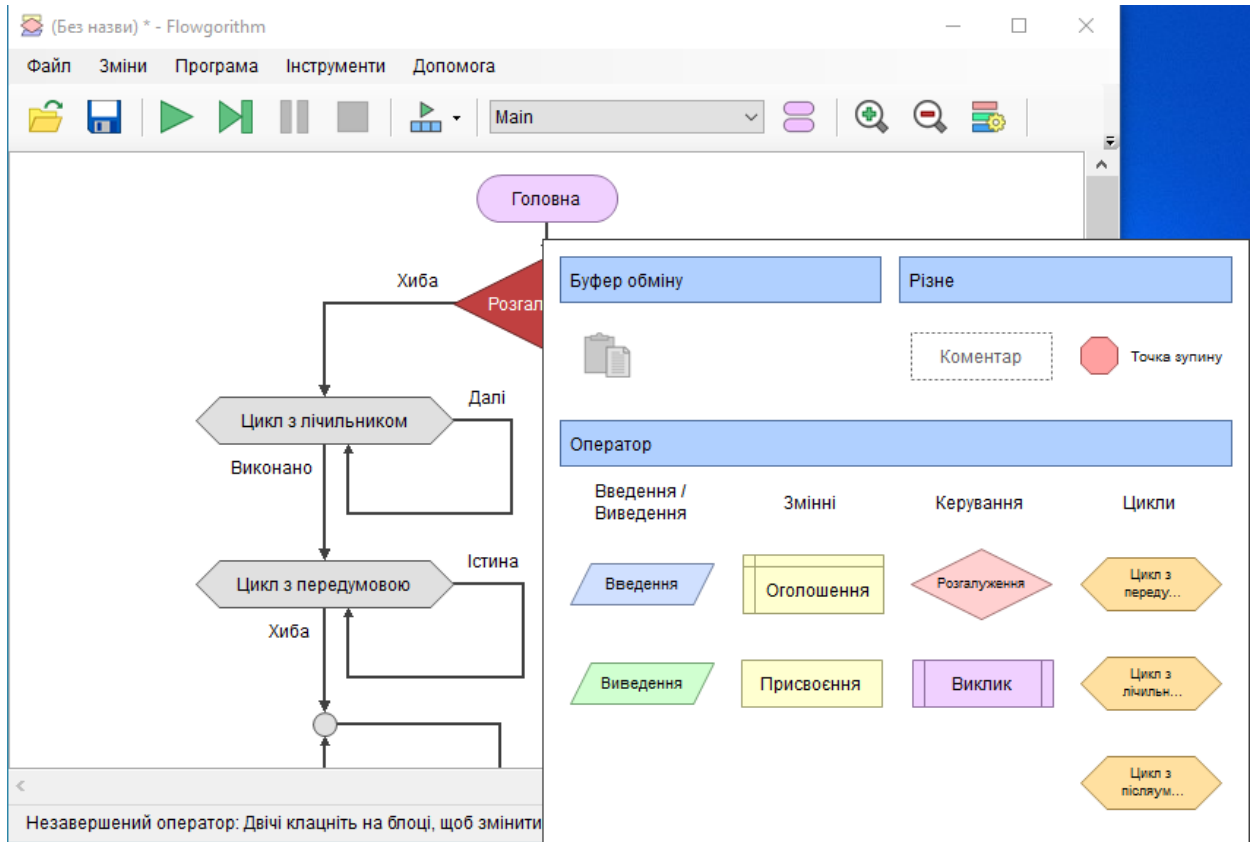 (Без назви) * - Flowgorithm
Файл Зміни Програма Інструменти Допомога
Main
Головна
Хиба
Розгал
Далі
Цикл з лічильником
Виконано
Істина
Цикл з передумовою
Хиба
Незавершений оператор: Двічі клацніть на блоці, щоб змінити
Буфер обміну
Різне
Коментар
Точка зупину
Оператор
Введення /
Виведення
Змінні
Керування
Цикли
Введення
Оголошення
Розгалуження
Цикл з
переду...
Виведення
Присвоєння
Виклик
Цикл з
лічильн...
Цикл з
післяум...